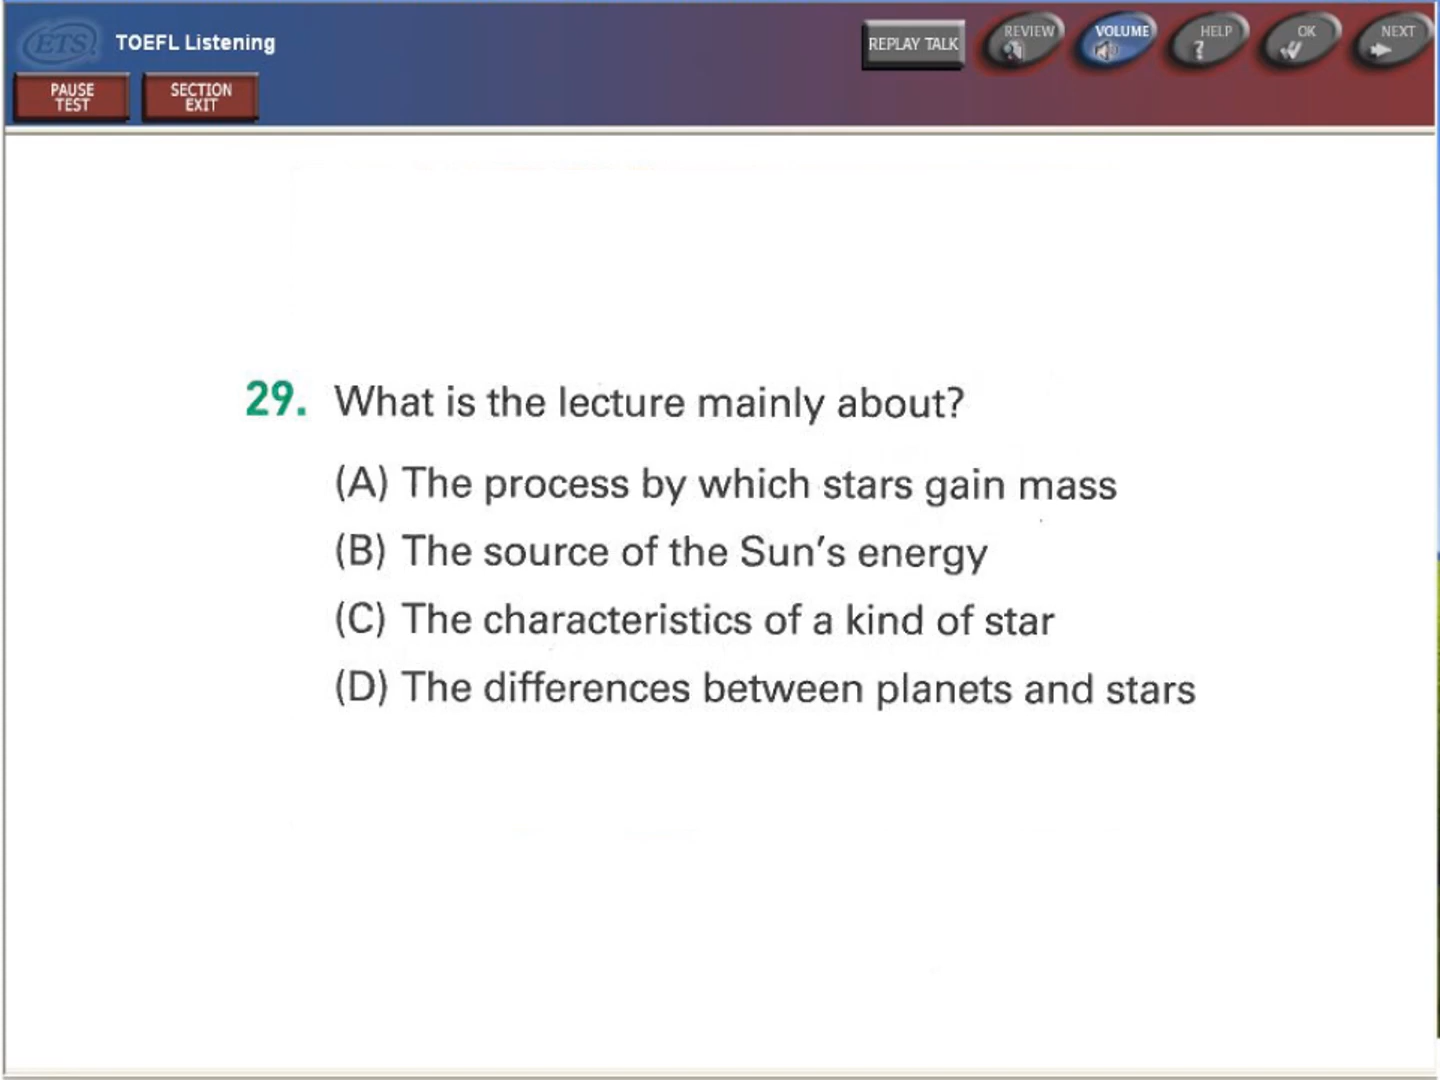 ETS TOEFL Listening
REPLAY TALK
REVIEW
VOLUME
HELP
OK
NEXT
PAUSE
TEST
SECTION
EXIT
29. What is the lecture mainly about?
(A) The process by which stars gain mass
(B) The source of the Sun's energy
(C) The characteristics of a kind of star
(D) The differences between planets and stars